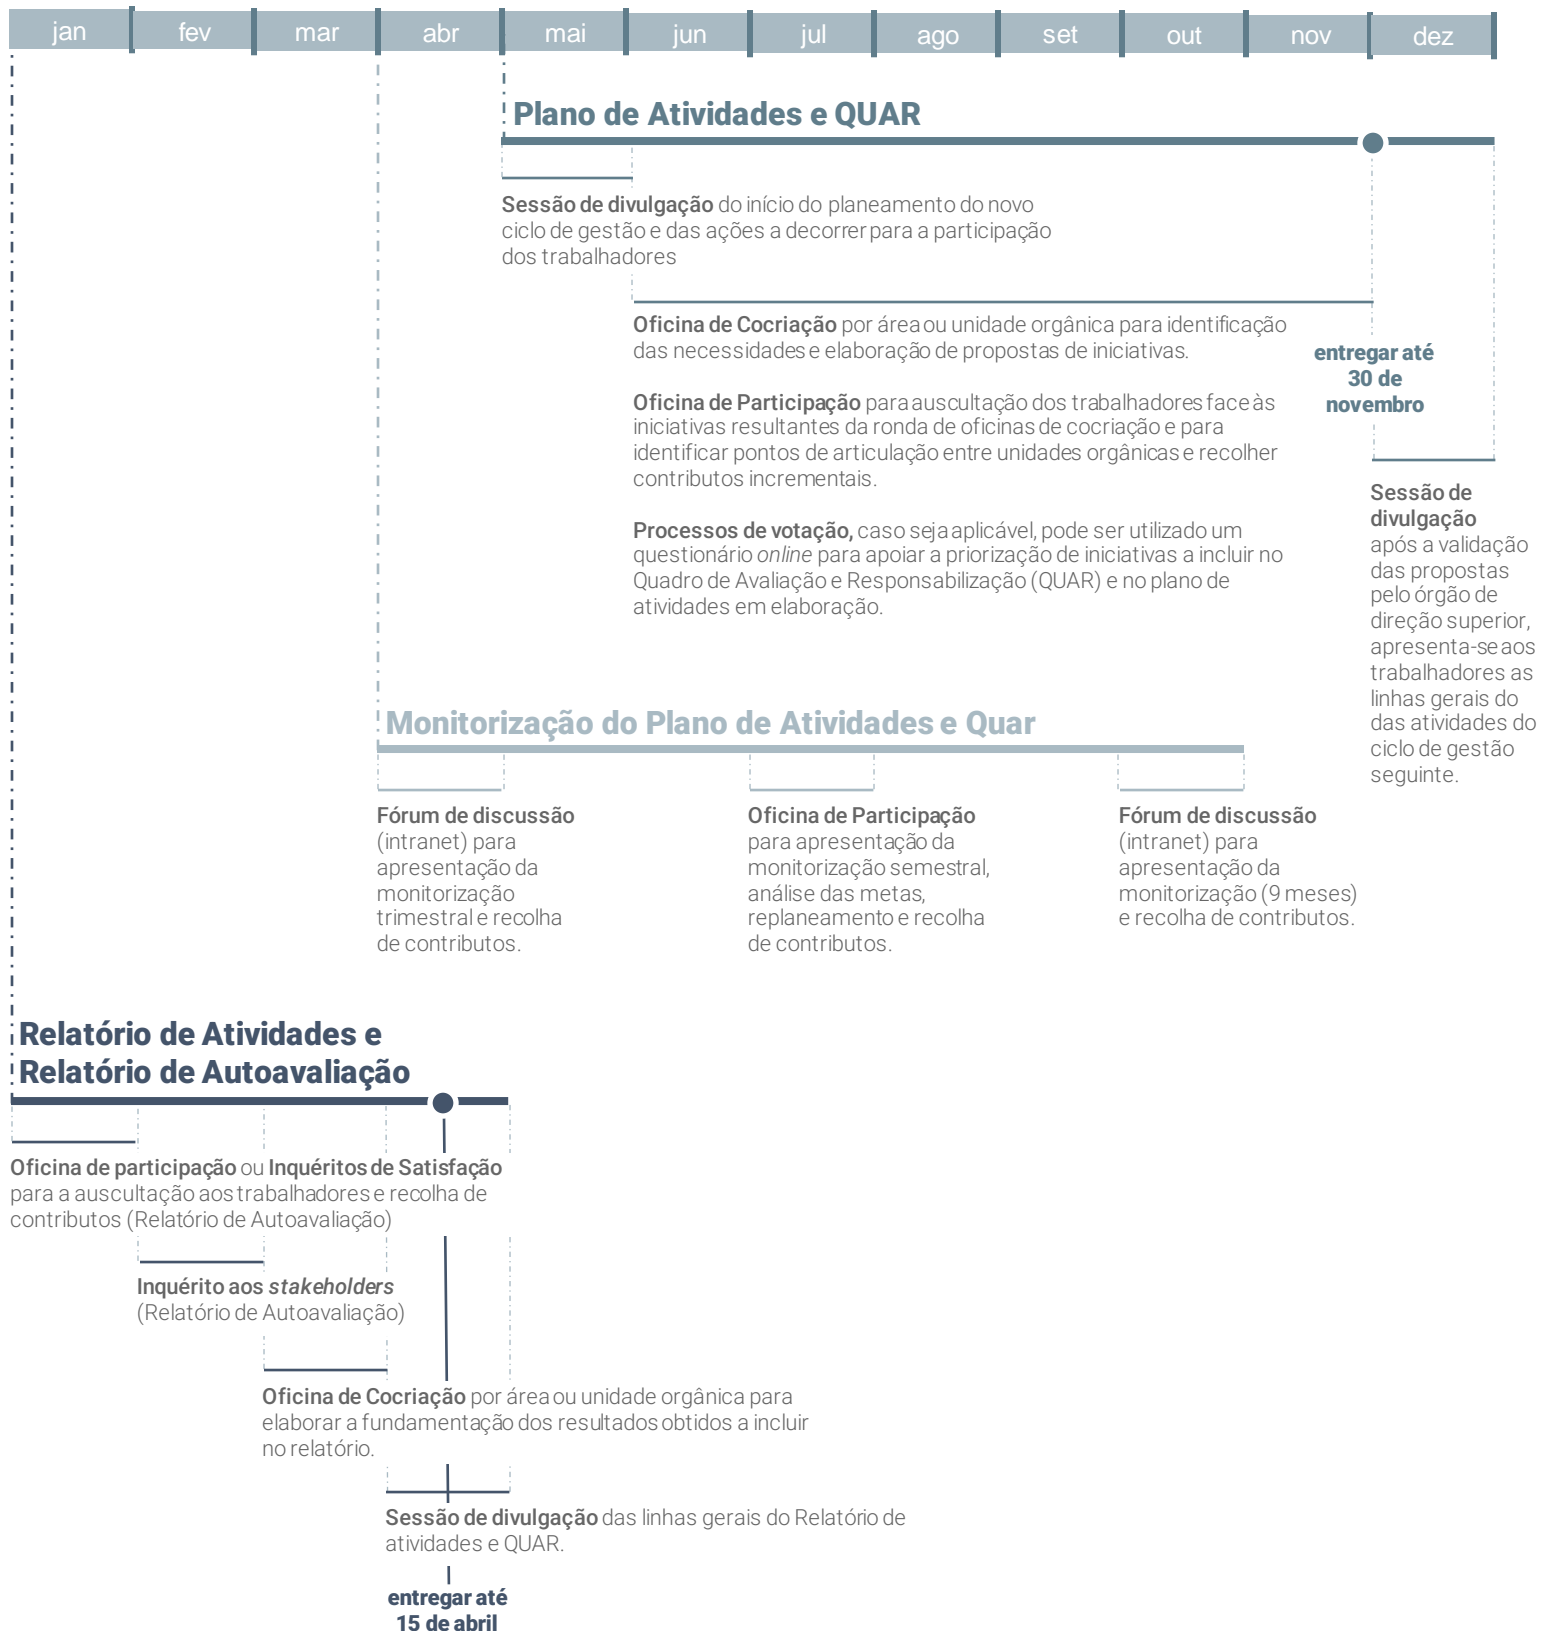 jan fev mar abr mai jun jul ago set out nov dez
Plano de Atividades e QUAR
Sessão de divulgação do início do planeamento do novo
ciclo de gestão e das ações a decorrer para a participação
dos trabalhadores
Oficina de Cocriação por área ou unidade orgânica para identificação
das necessidades e elaboração de propostas de iniciativas.
Oficina de Participação para auscultação dos trabalhadores face às
iniciativas resultantes da ronda de oficinas de cocriação e para
identificar pontos de articulação entre unidades orgânicas e recolher
contributos incrementais.
Processos de votação, caso seja aplicável, pode ser utilizado um
questionário online para apoiar a priorização de iniciativas a incluir no
Quadro de Avaliação e Responsabilização (QUAR) e no plano de
atividades em elaboração.
entregar até
30 de
novembro
Sessão de
divulgação
após a validação
das propostas
pelo órgão de
direção superior,
apresenta-se aos
trabalhadores as
linhas gerais do
das atividades do
ciclo de gestão
seguinte.
Monitorização do Plano de Atividades e Quar
Fórum de discussão
(intranet) para
apresentação da
monitorização
trimestral e recolha
de contributos.
Oficina de Participação
para apresentação da
monitorização semestral,
análise das metas,
replaneamento e recolha
de contributos.
Fórum de discussão
(intranet) para
apresentação da
monitorização (9 meses)
e recolha de contributos.
Relatório de Atividades e
Relatório de Autoavaliação
Oficina de participação ou Inquéritos de Satisfação
para a auscultação aos trabalhadores e recolha de
contributos (Relatório de Autoavaliação)
Inquérito aos stakeholders
(Relatório de Autoavaliação)
Oficina de Cocriação por área ou unidade orgânica para
elaborar a fundamentação dos resultados obtidos a incluir
no relatório.
Sessão de divulgação das linhas gerais do Relatório de
atividades e QUAR.
entregar até
15 de abril